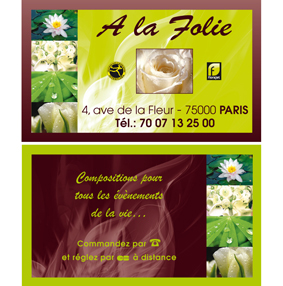 A la Folie
4, ave de la Fleur - 75000 PARIS
Tél.: 70 07 13 25 00
Compositions pour
tous les évènements
de la vie...
Commandez par ☎
et réglez par à distance